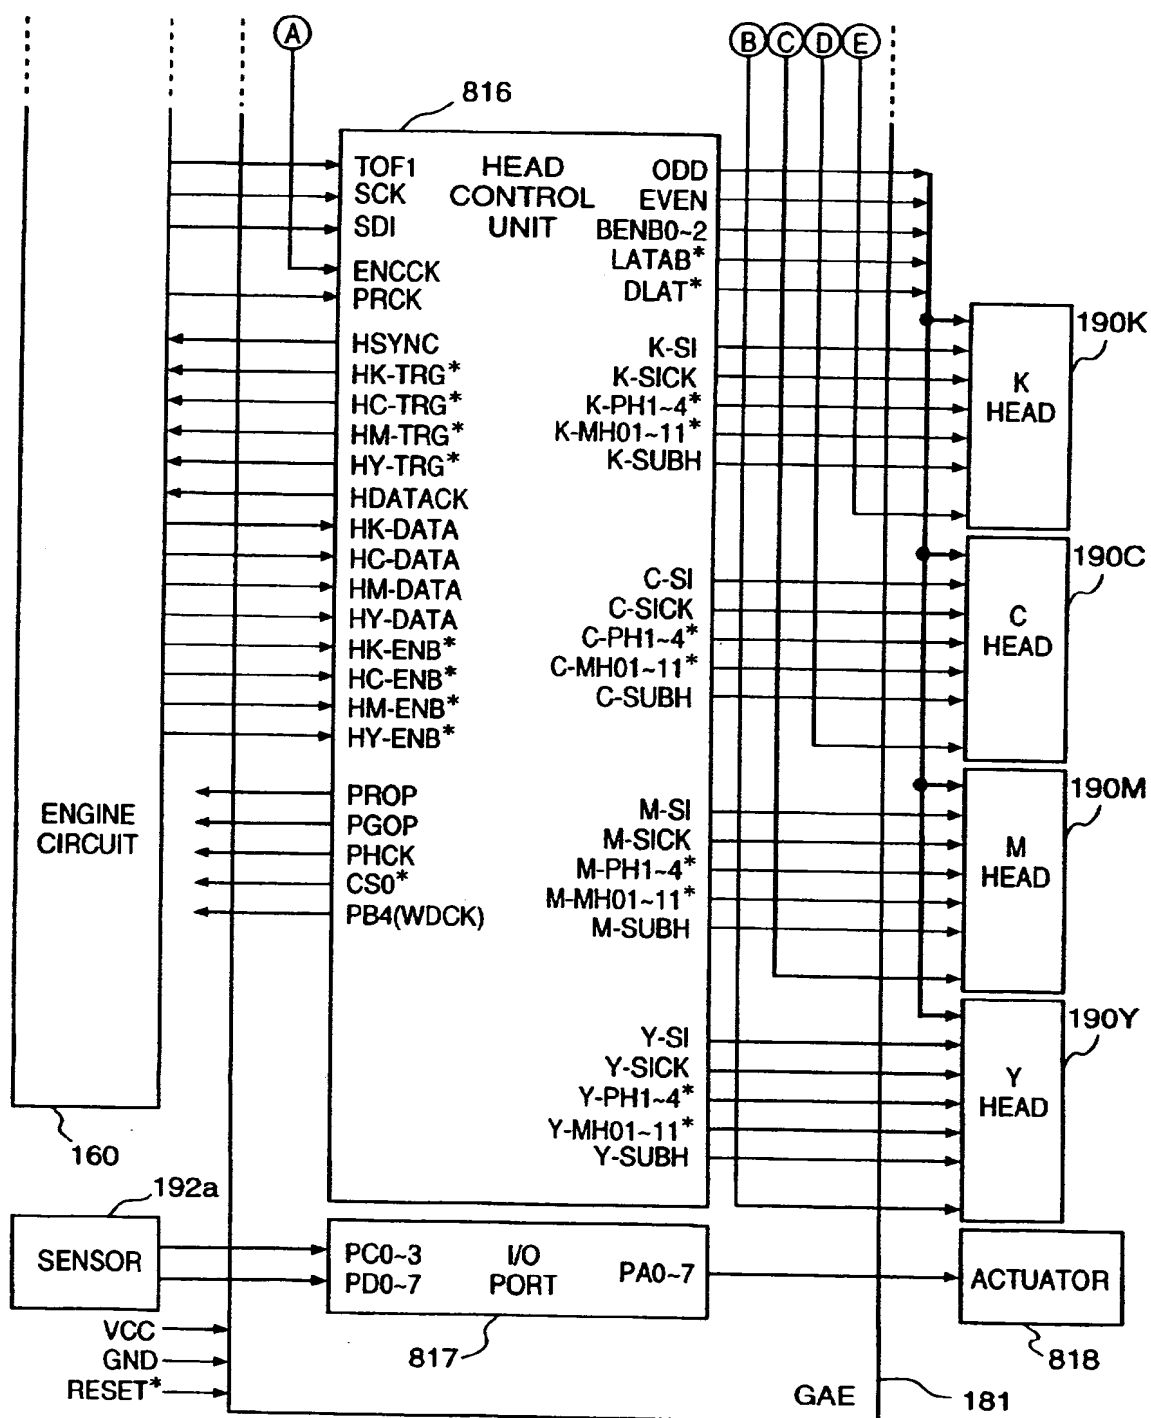 A
B
C
D
E
816
HEAD
CONTROL
UNIT
TOF1
SCK
SDI
ENCCK
PRCK
HSYNC
HK-TRG*
HC-TRG*
HM-TRG*
HY-TRG*
HDATACK
HK-DATA
HC-DATA
HM-DATA
HY-DATA
HK-ENB*
HC-ENB*
HM-ENB*
HY-ENB*
PROP
PGOP
PHCK
CS0*
PB4(WDCK)
ODD
EVEN
BENB0~2
LATAB*
DLAT*
K-SI
K-SICK
K-PH1~4*
K-MH01~11*
K-SUBH
C-SI
C-SICK
C-PH1~4*
C-MH01~11*
C-SUBH
M-SI
M-SICK
M-PH1~4*
M-MH01~11*
M-SUBH
Y-SI
Y-SICK
Y-PH1~4*
Y-MH01~11*
Y-SUBH
190K
K
HEAD
190C
C
HEAD
190M
M
HEAD
190Y
Y
HEAD
ENGINE
CIRCUIT
160
192a
SENSOR
PC0~3
PD0~7
I/O
PORT
PA0~7
817
ACTUATOR
818
VCC
GND
RESET*
GAE
181